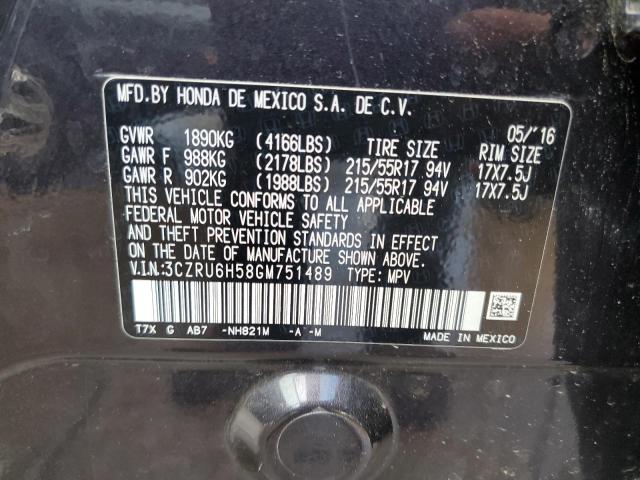 MFD.BY HONDA DE MEXICO S.A. DE C.V.
05/'16
GVWR 1890KG (4166LBS) TIRE SIZE RIM SIZE
GAWR F 988KG (2178LBS) 215/55R17 94V 17X7.5J
GAWR R 902KG (1988LBS) 215/55R17 94V 17X7.5J
THIS VEHICLE CONFORMS TO ALL APPLICABLE
FEDERAL MOTOR VEHICLE SAFETY
AND THEFT PREVENTION STANDARDS IN EFFECT
ON THE DATE OF MANUFACTURE SHOWN ABOVE.
V.I.N.:3CZRU6H58GM751489 TYPE: MPV
T7X G AB7 -NH821M -A -M MADE IN MEXICO